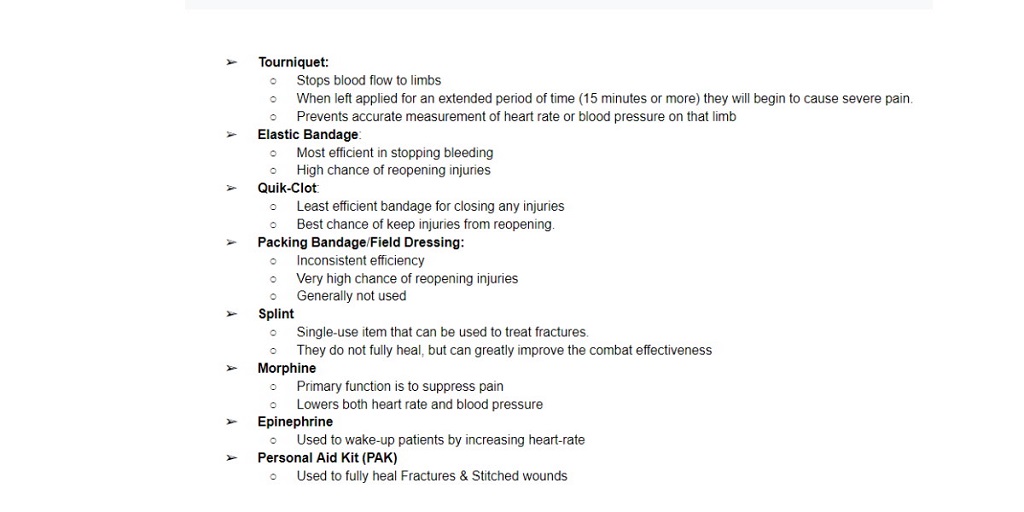 ➢ Tourniquet:
○ Stops blood flow to limbs
○ When left applied for an extended period of time (15 minutes or more) they will begin to cause severe pain.
○ Prevents accurate measurement of heart rate or blood pressure on that limb
➢ Elastic Bandage:
○ Most efficient in stopping bleeding
○ High chance of reopening injuries
➢ Quik-Clot:
○ Least efficient bandage for closing any injuries
○ Best chance of keep injuries from reopening.
➢ Packing Bandage/Field Dressing:
○ Inconsistent efficiency
○ Very high chance of reopening injuries
○ Generally not used
➢ Splint
○ Single-use item that can be used to treat fractures.
○ They do not fully heal, but can greatly improve the combat effectiveness
➢ Morphine
○ Primary function is to suppress pain
○ Lowers both heart rate and blood pressure
➢ Epinephrine
○ Used to wake-up patients by increasing heart-rate
➢ Personal Aid Kit (PAK)
○ Used to fully heal Fractures & Stitched wounds